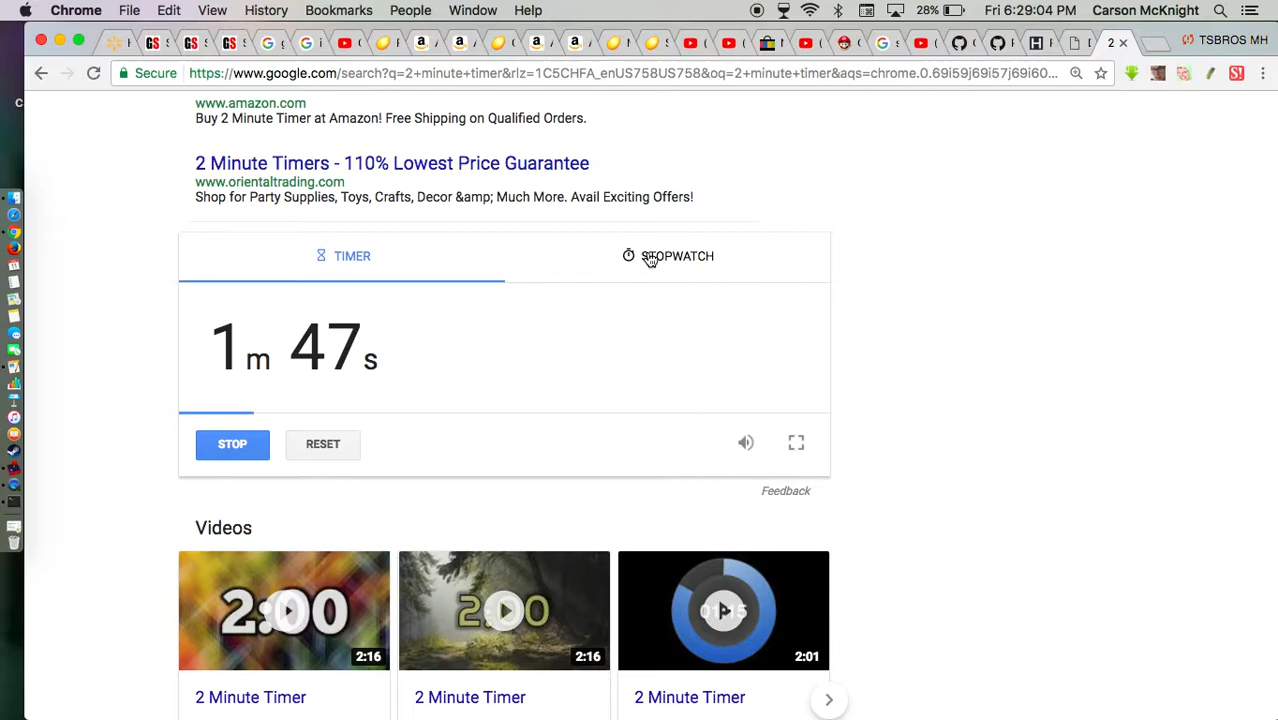 Chrome File Edit View History Bookmarks People Window Help 28% Fri 6:29:04 PM Carson McKnight
2 TSBROS MH
Secure https://www.google.com/search?q=2+minute+timer&rlz=1C5CHFA_enUS758US758&oq=2+minute+timer&aqs=chrome.0.69i59j69i57j69i60...
www.amazon.com
Buy 2 Minute Timer at Amazon! Free Shipping on Qualified Orders.
2 Minute Timers - 110% Lowest Price Guarantee
www.orientaltrading.com
Shop for Party Supplies, Toys, Crafts, Decor &amp; Much More. Avail Exciting Offers!
TIMER STOPWATCH
1m 47s
STOP RESET
Feedback
Videos
2:00 2:00
2:16 2:16 2:01
2 Minute Timer 2 Minute Timer 2 Minute Timer